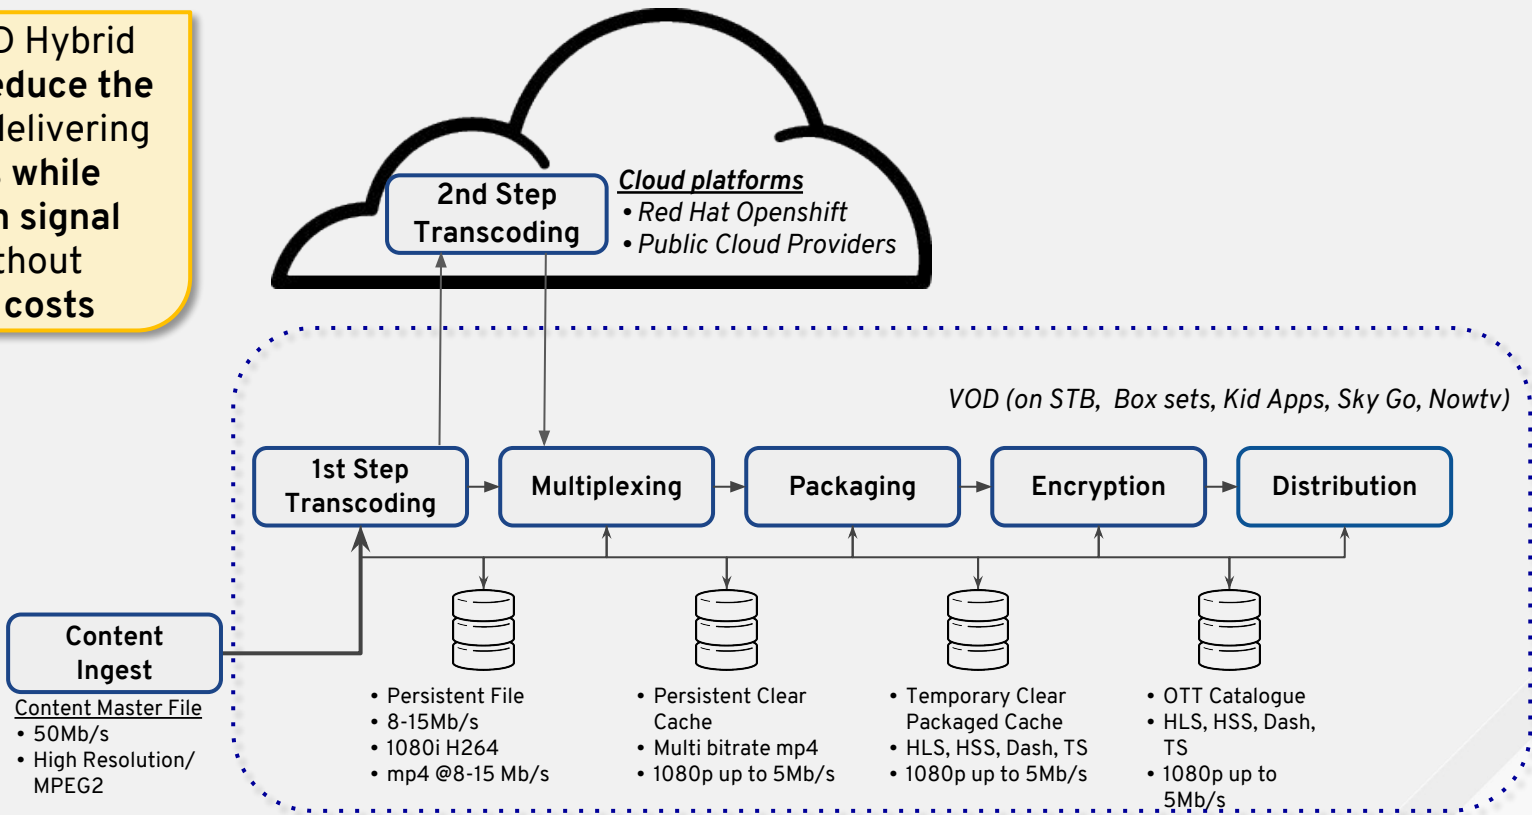 Hybrid
educe the
delivering
while
signal
thout
costs
2nd Step
Transcoding
Cloud platforms
• Red Hat Openshift
• Public Cloud Providers
VOD (on STB, Box sets, Kid Apps, Sky Go, Nowtv)
1st Step
Transcoding
Multiplexing
Packaging
Encryption
Distribution
Content
Ingest
Content Master File
• 50Mb/s
• High Resolution/
MPEG2
• Persistent File
• 8-15Mb/s
• 1080i H264
• mp4 @8-15 Mb/s
• Persistent Clear
Cache
• Multi bitrate mp4
• 1080p up to 5Mb/s
• Temporary Clear
Packaged Cache
• HLS, HSS, Dash, TS
• 1080p up to 5Mb/s
• OTT Catalogue
• HLS, HSS, Dash,
TS
• 1080p up to
5Mb/s